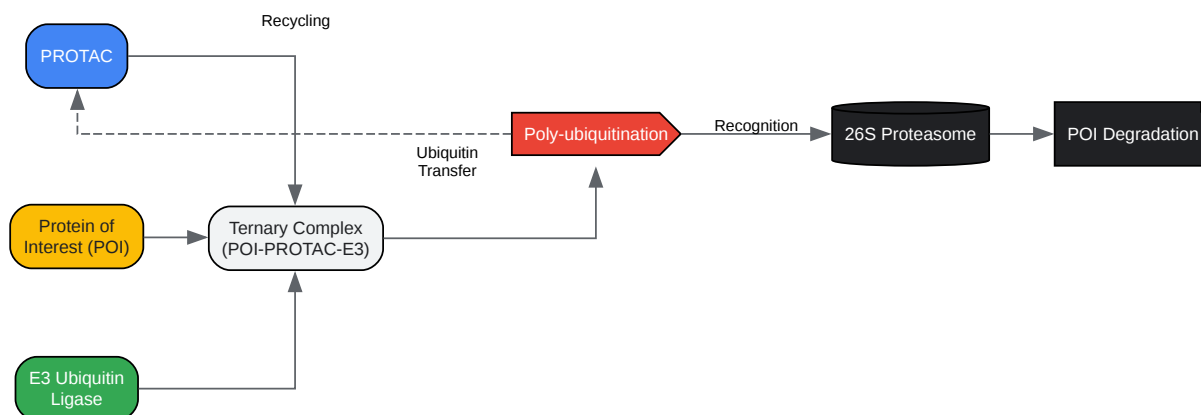 Recycling
PROTAC
Poly-ubiquitination
Recognition
26S Proteasome
POI Degradation
Ubiquitin
Transfer
Protein of
Interest (POI)
Ternary Complex
(POI-PROTAC-E3)
E3 Ubiquitin
Ligase